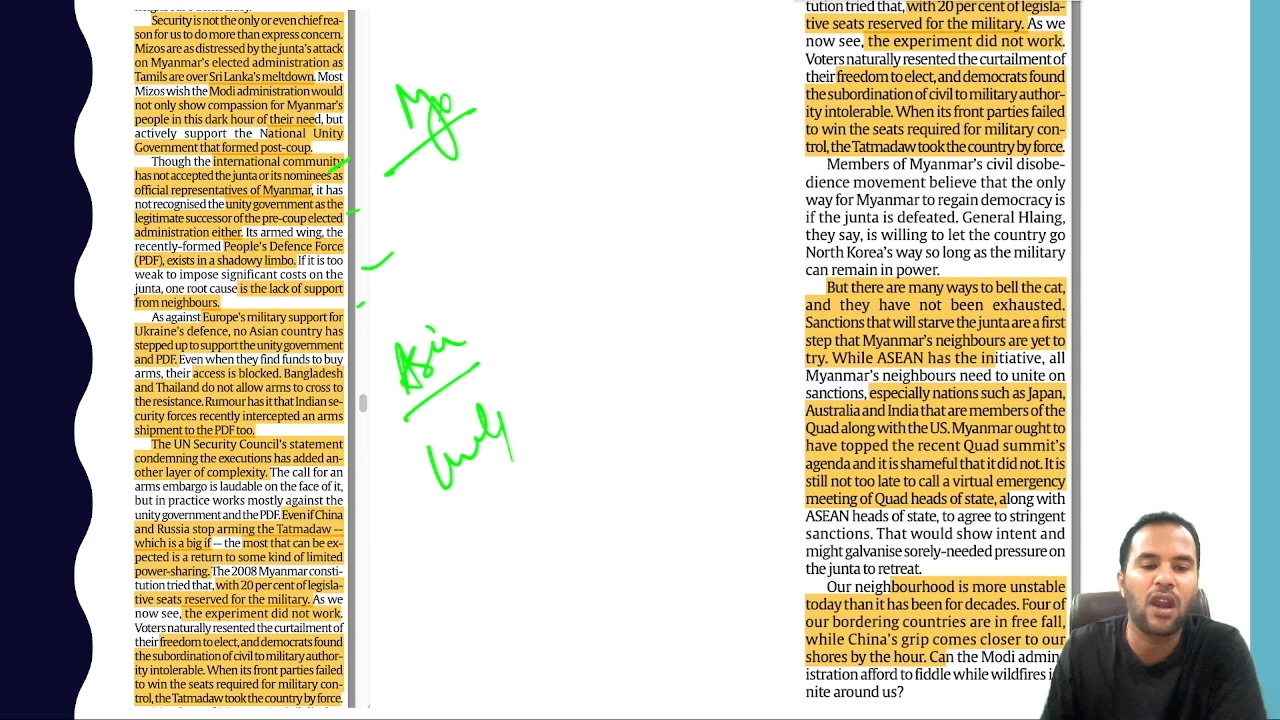 Security is not the only or even chief rea-
son for us to do more than express concern.
Mizos are as distressed by the junta's attack
on Myanmar's elected administration as
Tamils are over Sri Lanka's meltdown. Most
Mizos wish the Modi administration would
not only show compassion for Myanmar's
people in this dark hour of their need, but
actively support the National Unity
Government that formed post-coup.
Though the international community
has not accepted the junta or its nominees as
official representatives of Myanmar, it has
not recognised the unity government as the
legitimate successor of the pre-coup elected
administration either. Its armed wing, the
recently-formed People's Defence Force
(PDF), exists in a shadowy limbo. If it is too
weak to impose significant costs on the
junta, one root cause is the lack of support
from neighbours.
As against Europe's military support for
Ukraine's defence, no Asian country has
stepped up to support the unity government
and PDF. Even when they find funds to buy
arms, their access is blocked. Bangladesh
and Thailand do not allow arms to cross to
the resistance. Rumour has it that Indian se-
curity forces recently intercepted an arms
shipment to the PDF too.
The UN Security Council's statement
condemning the executions has added an-
other layer of complexity. The call for an
arms embargo is laudable on the face of it,
but in practice works mostly against the
unity government and the PDF. Even if China
and Russia stop arming the Tatmadaw --
which is a big if -- the most that can be ex-
pected is a return to some kind of limited
power-sharing. The 2008 Myanmar consti-
tution tried that, with 20 per cent of legisla-
tive seats reserved for the military. As we
now see, the experiment did not work.
Voters naturally resented the curtailment of
their freedom to elect, and democrats found
the subordination of civil to military author-
ity intolerable. When its front parties failed
to win the seats required for military con-
trol, the Tatmadaw took the country by force.
Asia
tution tried that, with 20 per cent of legisla-
tive seats reserved for the military. As we
now see, the experiment did not work.
Voters naturally resented the curtailment of
their freedom to elect, and democrats found
the subordination of civil to military author-
ity intolerable. When its front parties failed
to win the seats required for military con-
trol, the Tatmadaw took the country by force.
Members of Myanmar's civil disobe-
dience movement believe that the only
way for Myanmar to regain democracy is
if the junta is defeated. General Hlaing,
they say, is willing to let the country go
North Korea's way so long as the military
can remain in power.
But there are many ways to bell the cat,
and they have not been exhausted.
Sanctions that will starve the junta are a first
step that Myanmar's neighbours are yet to
try. While ASEAN has the initiative, all
Myanmar's neighbours need to unite on
sanctions, especially nations such as Japan,
Australia and India that are members of the
Quad along with the US. Myanmar ought to
have topped the recent Quad summit's
agenda and it is shameful that it did not. It is
still not too late to call a virtual emergency
meeting of Quad heads of state, along with
ASEAN heads of state, to agree to stringent
sanctions. That would show intent and
might galvanise sorely-needed pressure on
the junta to retreat.
Our neighbourhood is more unstable
today than it has been for decades. Four of
our bordering countries are in free fall,
while China's grip comes closer to our
shores by the hour. Can the Modi admin-
istration afford to fiddle while wildfires
nite around us?